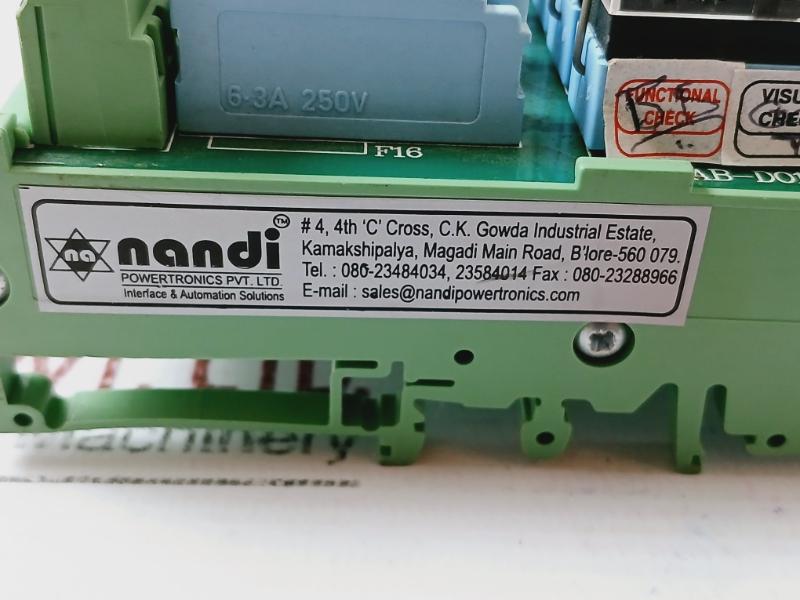 6·3A 250V
F16
FUNCTIONAL
CHECK
VISU
CHE
AB-DO
na
nandi™
POWERTRONICS PVT. LTD.
Interface & Automation Solutions
# 4, 4th 'C' Cross, C.K. Gowda Industrial Estate,
Kamakshipalya, Magadi Main Road, B'lore-560 079.
Tel. : 080-23484034, 23584014 Fax : 080-23288966
E-mail : sales@nandipowertronics.com
machinery